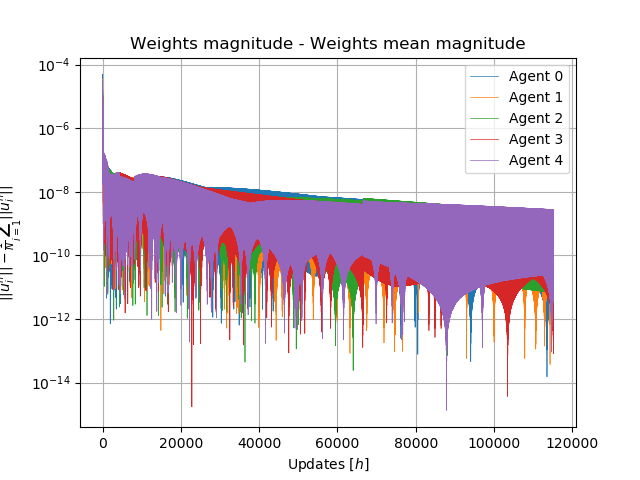 Weights magnitude - Weights mean magnitude
10^-4
10^-6
10^-8
10^-10
10^-12
10^-14
Agent 0
Agent 1
Agent 2
Agent 3
Agent 4
0 20000 40000 60000 80000 100000 120000
Updates [h]